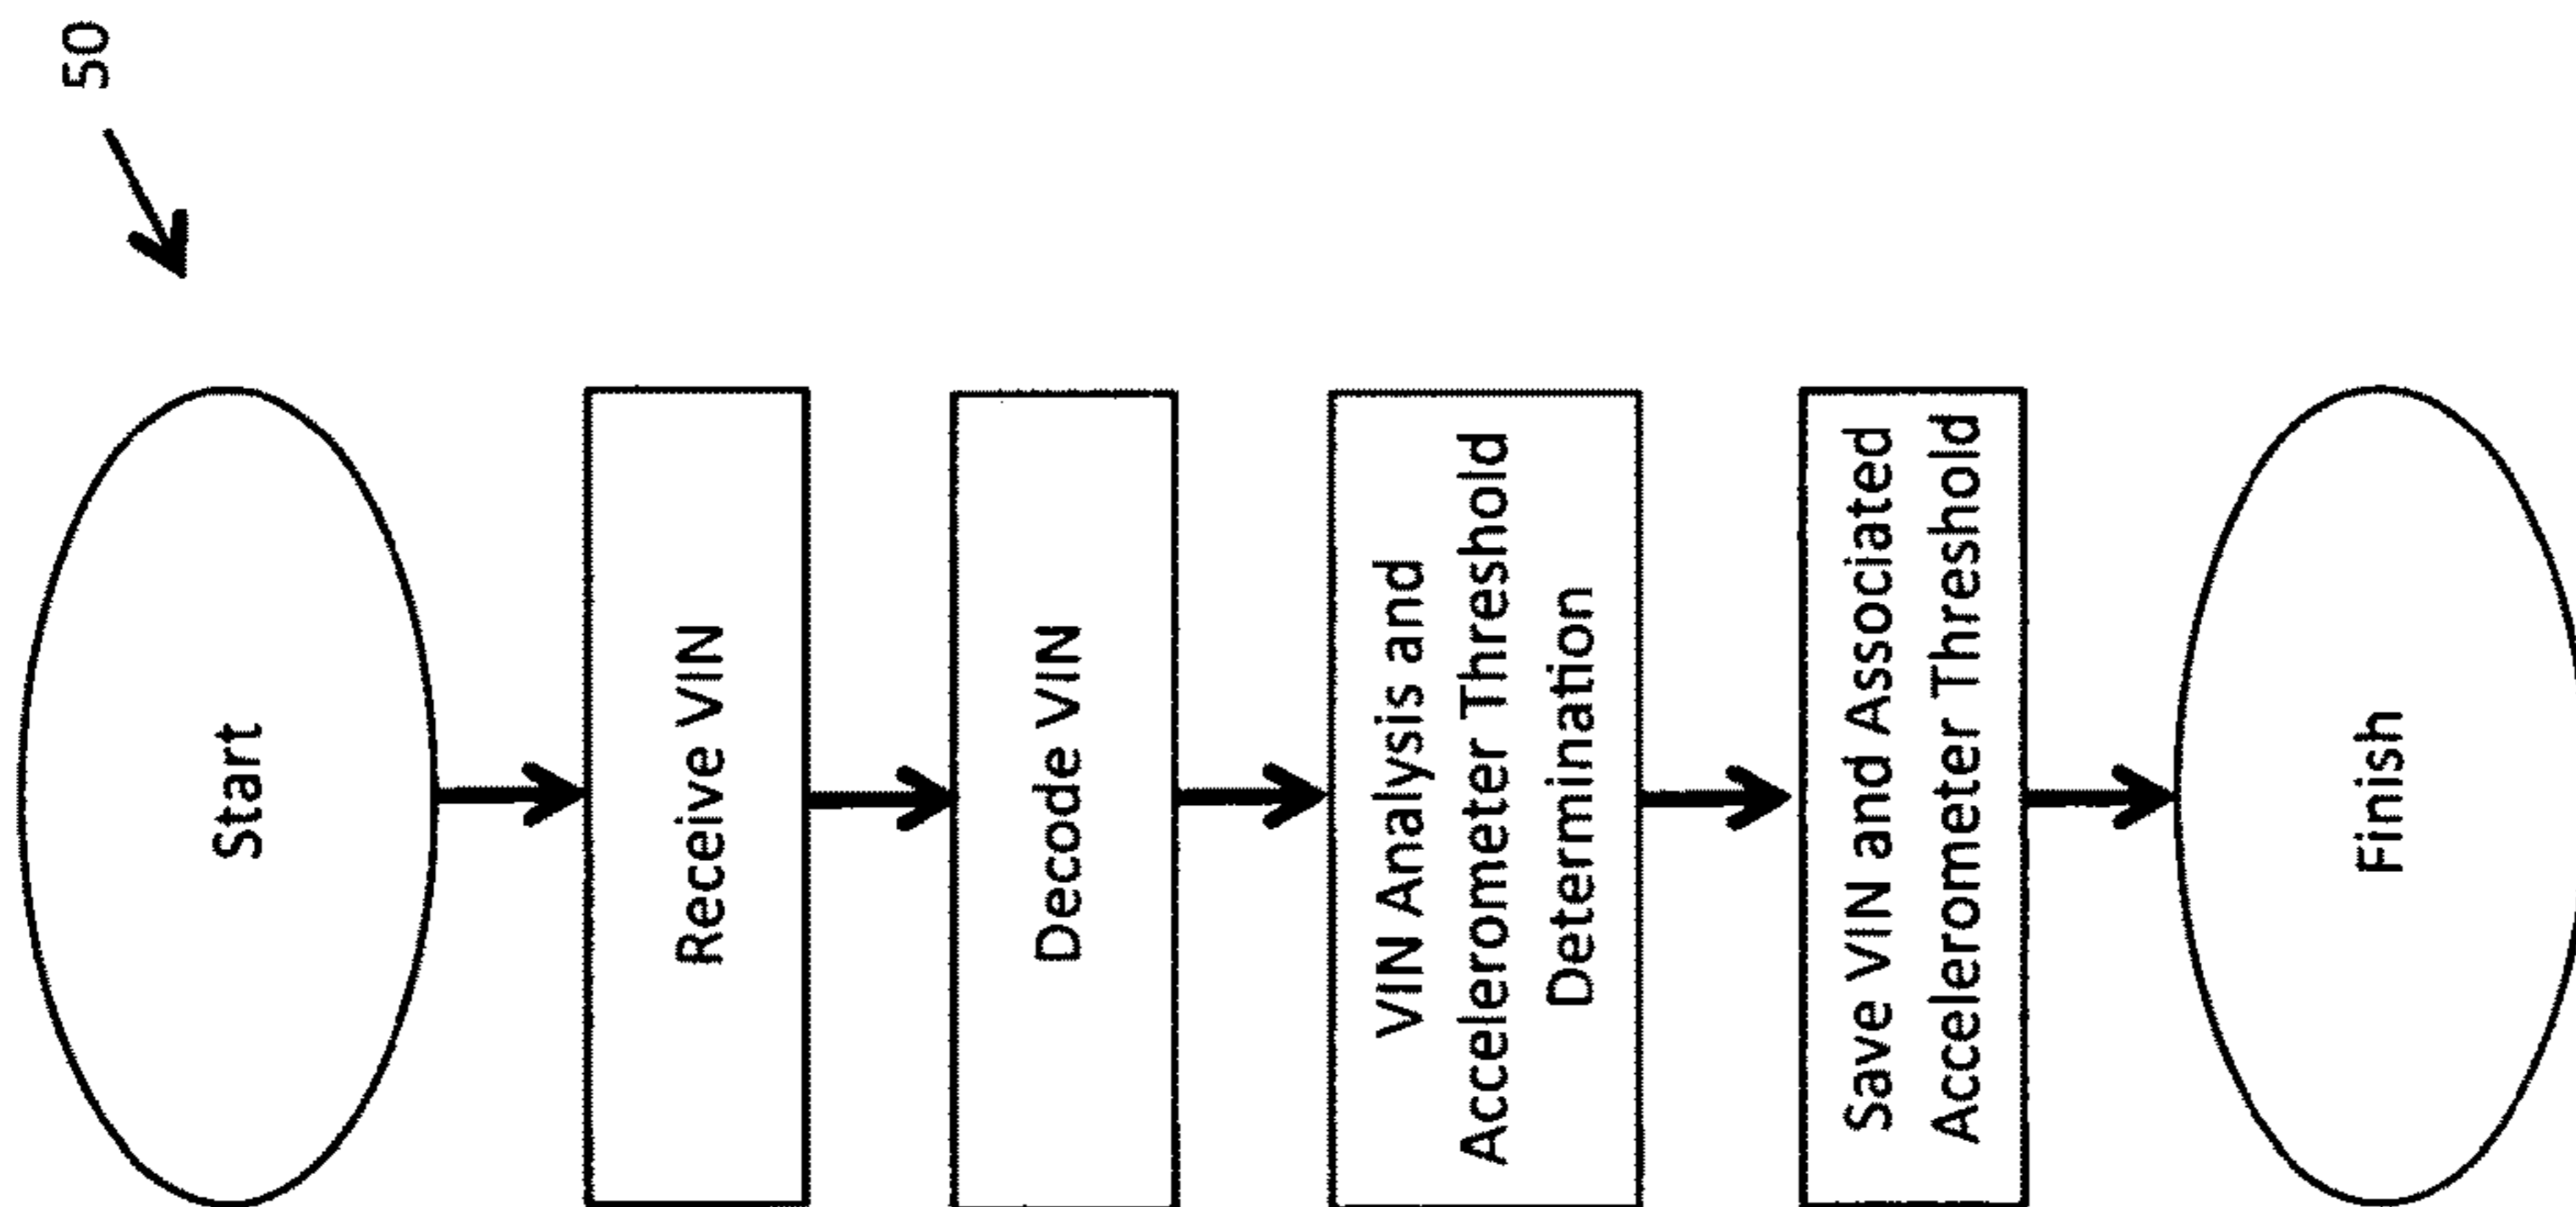 50
Start
Receive VIN
Decode VIN
VIN Analysis and
Accelerometer Threshold
Determination
Save VIN and Associated
Accelerometer Threshold
Finish